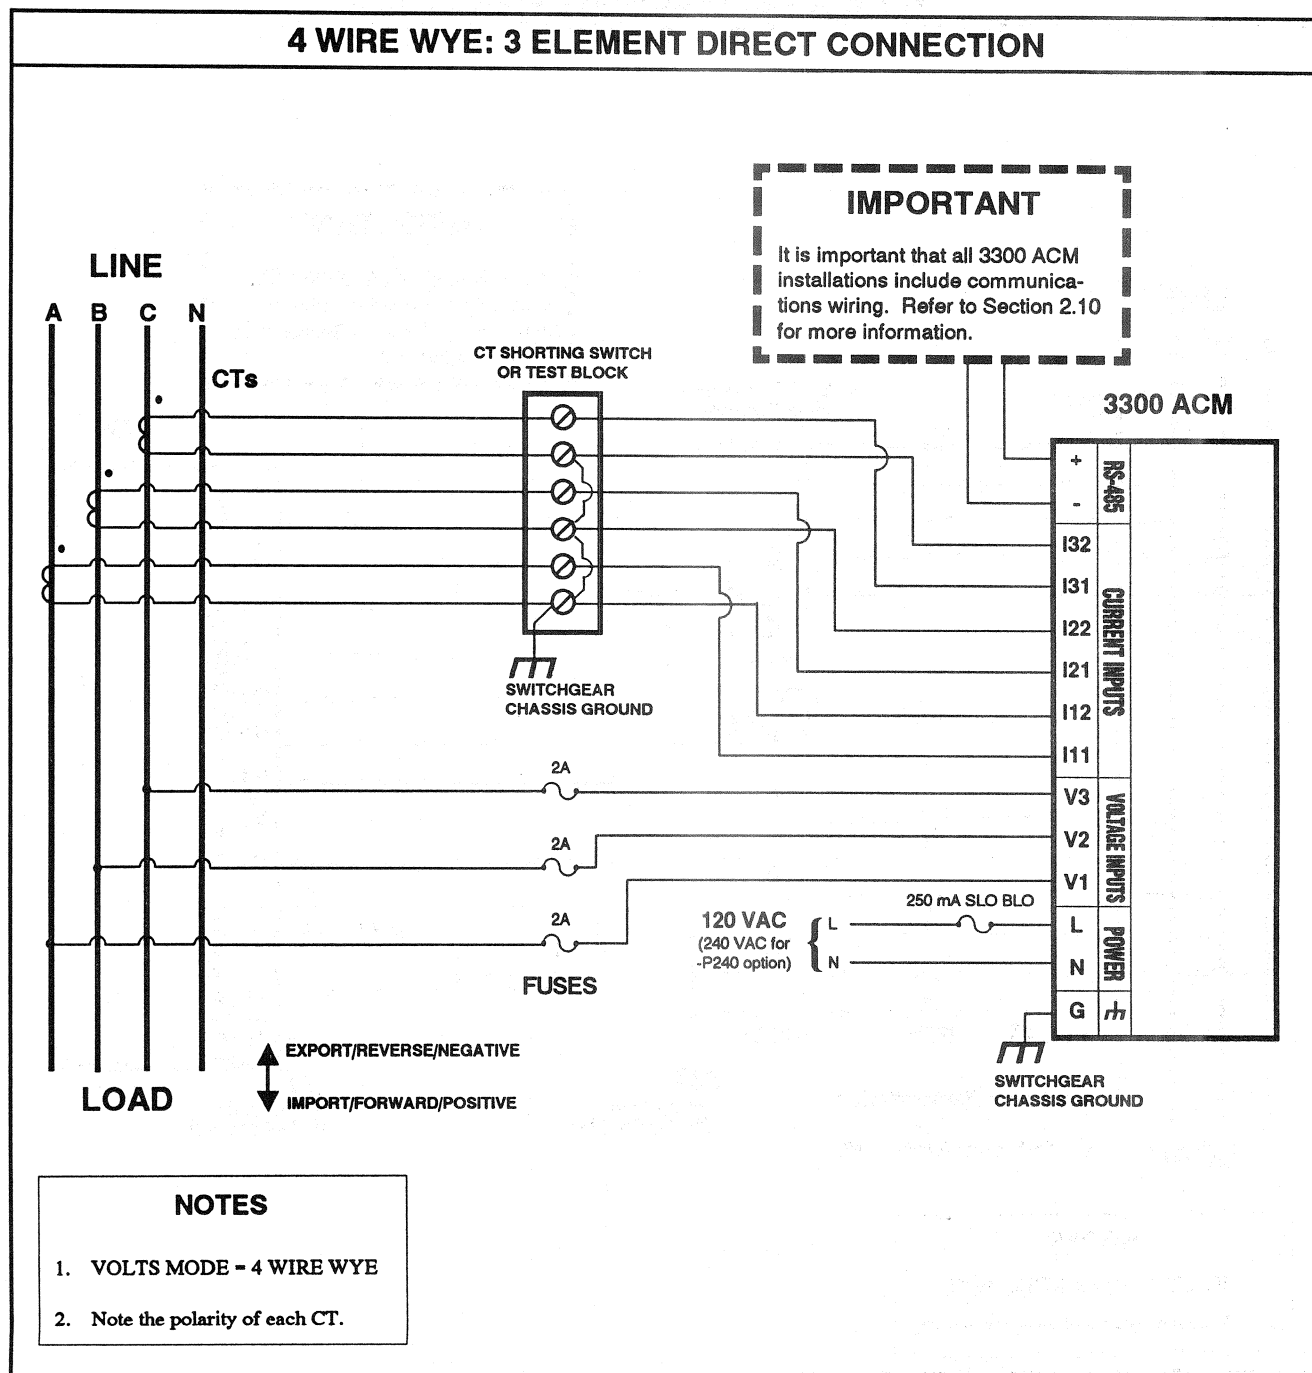 4 WIRE WYE: 3 ELEMENT DIRECT CONNECTION
IMPORTANT
It is important that all 3300 ACM
installations include communica-
tions wiring. Refer to Section 2.10
for more information.
LINE
A B C N
CTs
CT SHORTING SWITCH
OR TEST BLOCK
3300 ACM
+
-
RS-485
I32
I31
I22
I21
I12
I11
CURRENT INPUTS
SWITCHGEAR
CHASSIS GROUND
2A
2A
2A
FUSES
V3
V2
V1
VOLTAGE INPUTS
250 mA SLO BLO
120 VAC
(240 VAC for
-P240 option)
L
N
L
N
G
POWER
SWITCHGEAR
CHASSIS GROUND
EXPORT/REVERSE/NEGATIVE
IMPORT/FORWARD/POSITIVE
LOAD
NOTES
1. VOLTS MODE = 4 WIRE WYE
2. Note the polarity of each CT.